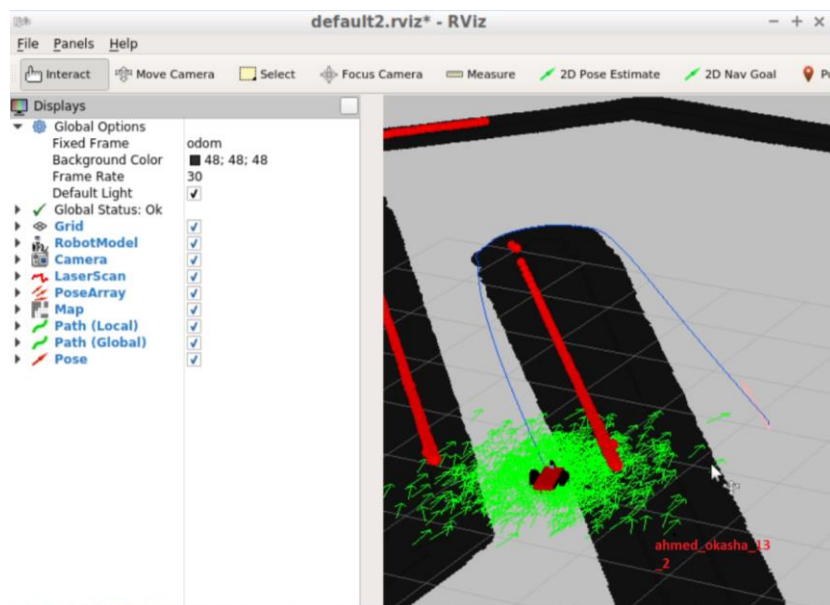 default2.rviz* - RViz
File Panels Help
Interact Move Camera Select Focus Camera Measure 2D Pose Estimate 2D Nav Goal
Displays
Global Options
Fixed Frame odom
Background Color 48; 48; 48
Frame Rate 30
Default Light
Global Status: Ok
Grid
RobotModel
Camera
LaserScan
PoseArray
Map
Path (Local)
Path (Global)
Pose
ahmed_okasha_13
_2